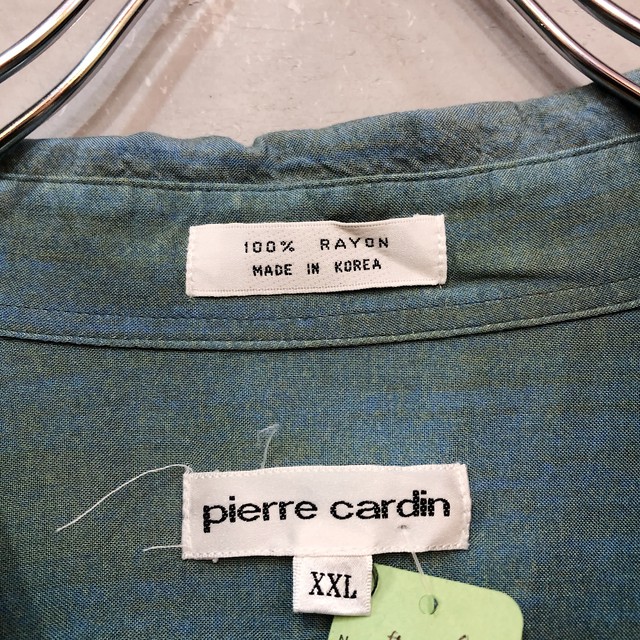 100% RAYON
MADE IN KOREA
pierre cardin
XXL